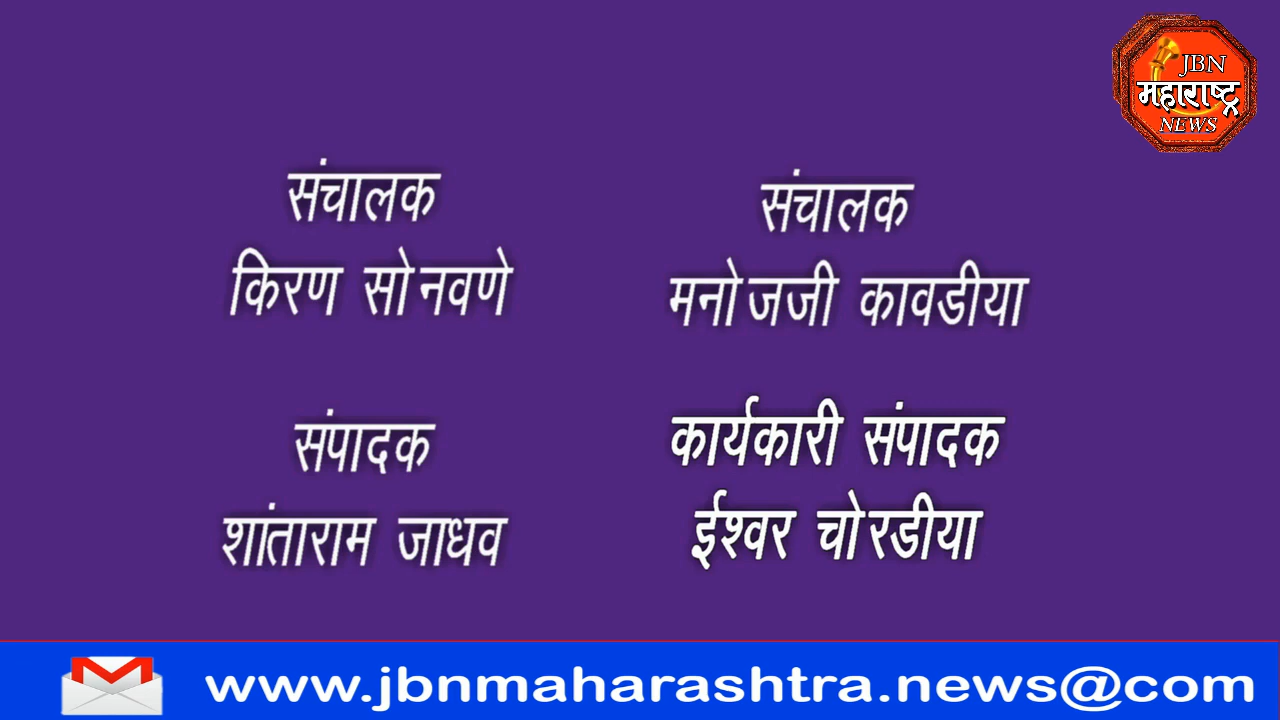 JBN
महाराष्ट्र
NEWS
संचालक
किरण सोनवणे
संचालक
मनोजजी कावडीया
संपादक
शांताराम जाधव
कार्यकारी संपादक
ईश्वर चोरडीया
www.jbnmaharashtra.news@com